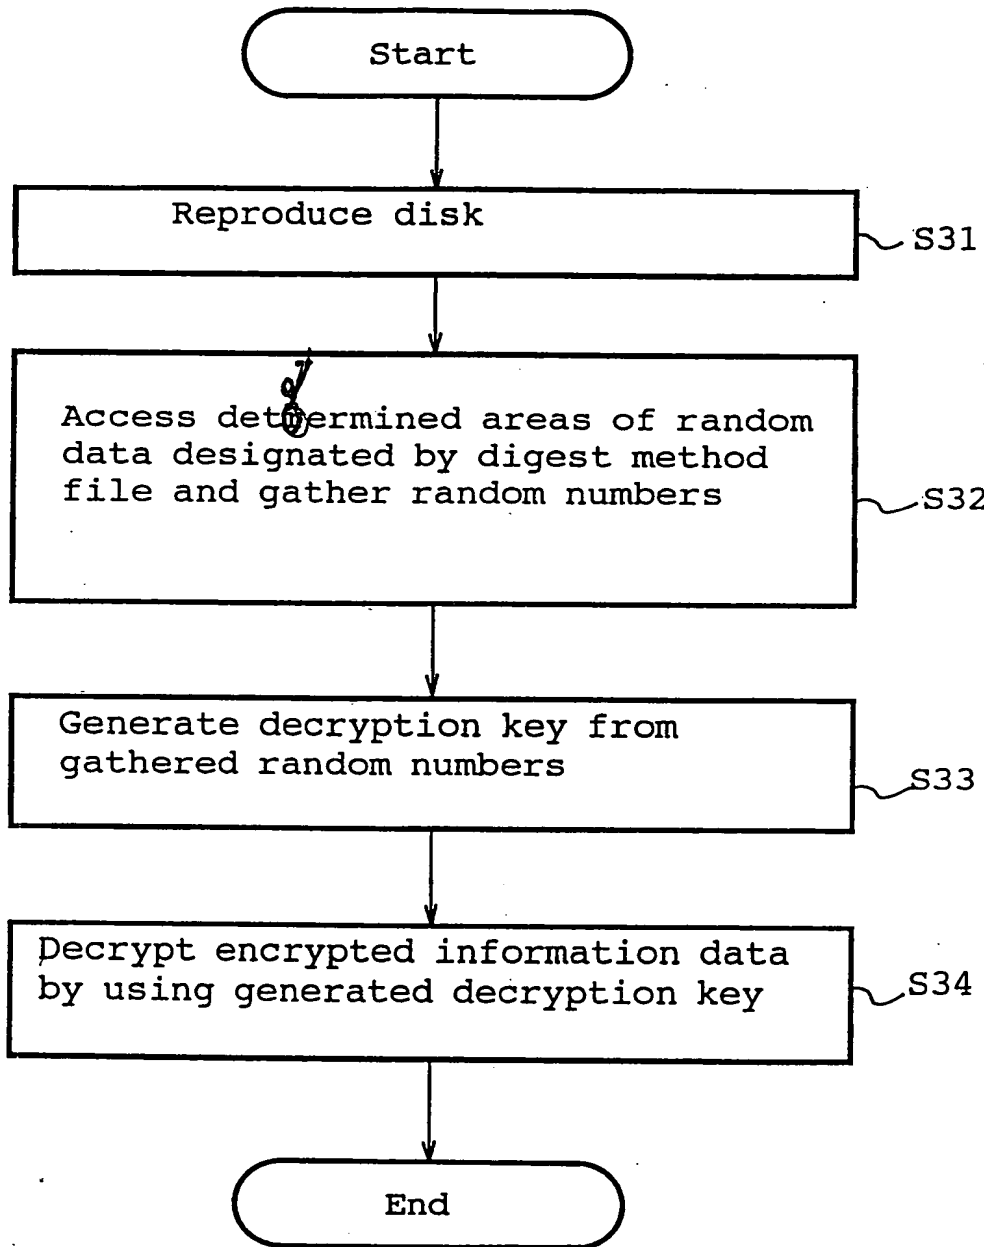 Start
Reproduce disk
S31
Access determined areas of random
data designated by digest method
file and gather random numbers
S32
Generate decryption key from
gathered random numbers
S33
Decrypt encrypted information data
by using generated decryption key
S34
End